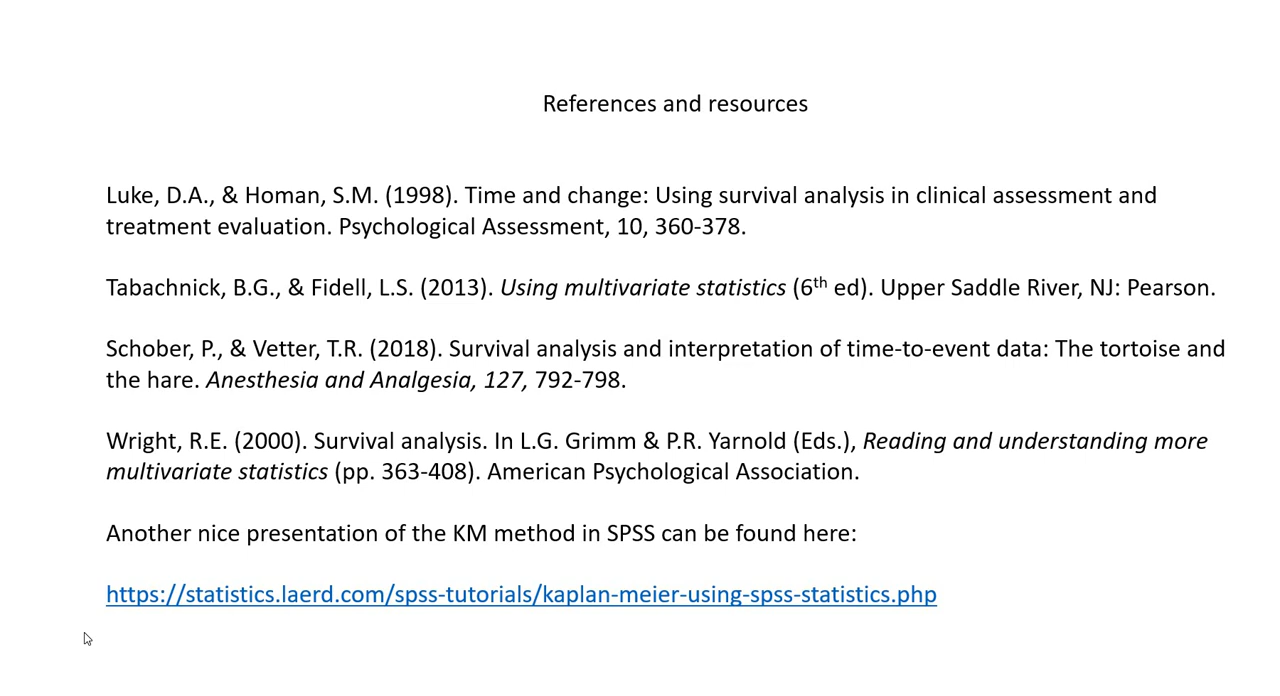 References and resources
Luke, D.A., & Homan, S.M. (1998). Time and change: Using survival analysis in clinical assessment and
treatment evaluation. Psychological Assessment, 10, 360-378.
Tabachnick, B.G., & Fidell, L.S. (2013). Using multivariate statistics (6th ed). Upper Saddle River, NJ: Pearson.
Schober, P., & Vetter, T.R. (2018). Survival analysis and interpretation of time-to-event data: The tortoise and
the hare. Anesthesia and Analgesia, 127, 792-798.
Wright, R.E. (2000). Survival analysis. In L.G. Grimm & P.R. Yarnold (Eds.), Reading and understanding more
multivariate statistics (pp. 363-408). American Psychological Association.
Another nice presentation of the KM method in SPSS can be found here:
https://statistics.laerd.com/spss-tutorials/kaplan-meier-using-spss-statistics.php